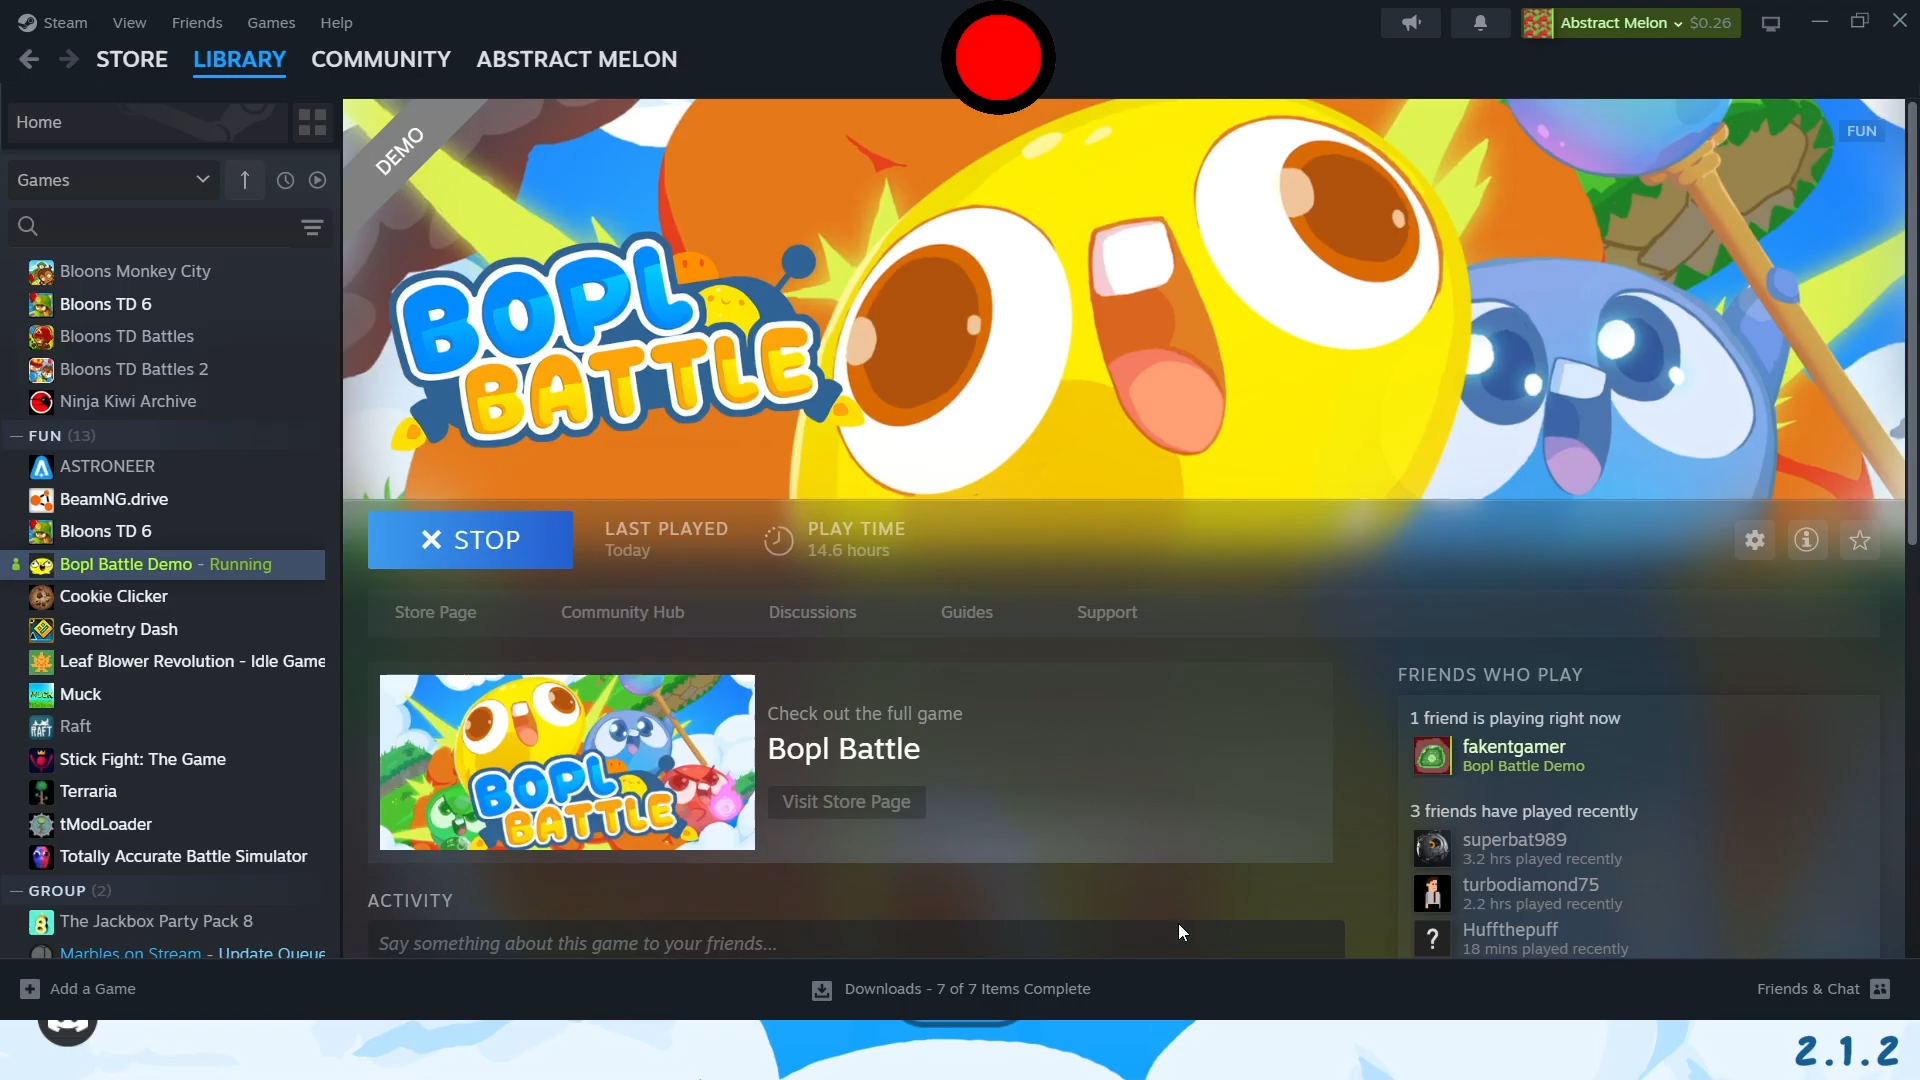 Steam View Friends Games Help
Abstract Melon $0.26
STORE LIBRARY COMMUNITY ABSTRACT MELON
Home
Games
Bloons Monkey City
Bloons TD 6
Bloons TD Battles
Bloons TD Battles 2
Ninja Kiwi Archive
— FUN (13)
ASTRONEER
BeamNG.drive
Bloons TD 6
Bopl Battle Demo - Running
Cookie Clicker
Geometry Dash
Leaf Blower Revolution - Idle Game
MUCK
Muck
RAFT
Raft
Stick Fight: The Game
Terraria
tModLoader
Totally Accurate Battle Simulator
— GROUP (2)
8
The Jackbox Party Pack 8
Marbles on Stream - Update Queue
DEMO
FUN
BOPL
BATTLE
STOP
LAST PLAYED
Today
PLAY TIME
14.6 hours
Store Page Community Hub Discussions Guides Support
BOPL
BATTLE
Check out the full game
Bopl Battle
Visit Store Page
ACTIVITY
Say something about this game to your friends...
FRIENDS WHO PLAY
1 friend is playing right now
fakentgamer
Bopl Battle Demo
3 friends have played recently
superbat989
3.2 hrs played recently
turbodiamond75
2.2 hrs played recently
?
Huffthepuff
18 mins played recently
Add a Game
Downloads - 7 of 7 Items Complete
Friends & Chat
2.1.2